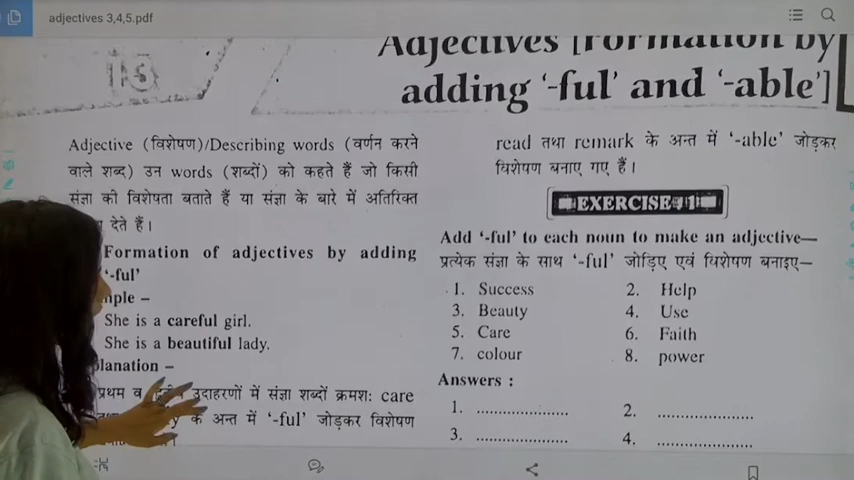 adjectives 3,4,5.pdf
Adjectives [Formation by
adding '-ful' and '-able']
Adjective (विशेषण)/Describing words (वर्णन करने
वाले शब्द) उन words (शब्दों) को कहते हैं जो किसी
संज्ञा की विशेषता बताते हैं या संज्ञा के बारे में अतिरिक्त
देते हैं।
Formation of adjectives by adding
'-ful'
She is a careful girl.
She is a beautiful lady.
प्रथम व उदाहरणों में संज्ञा शब्दों क्रमश: care
के अन्त में '-ful' जोड़कर विशेषण
read तथा remark के अन्त में '-able' जोड़कर
विशेषण बनाए गए हैं।
EXERCISE 1
Add '-ful' to each noun to make an adjective—
प्रत्येक संज्ञा के साथ '-ful' जोड़िए एवं विशेषण बनाइए—
1. Success 2. Help
3. Beauty 4. Use
5. Care 6. Faith
7. colour 8. power
Answers :
1. ..................... 2. .....................
3. ..................... 4. .....................